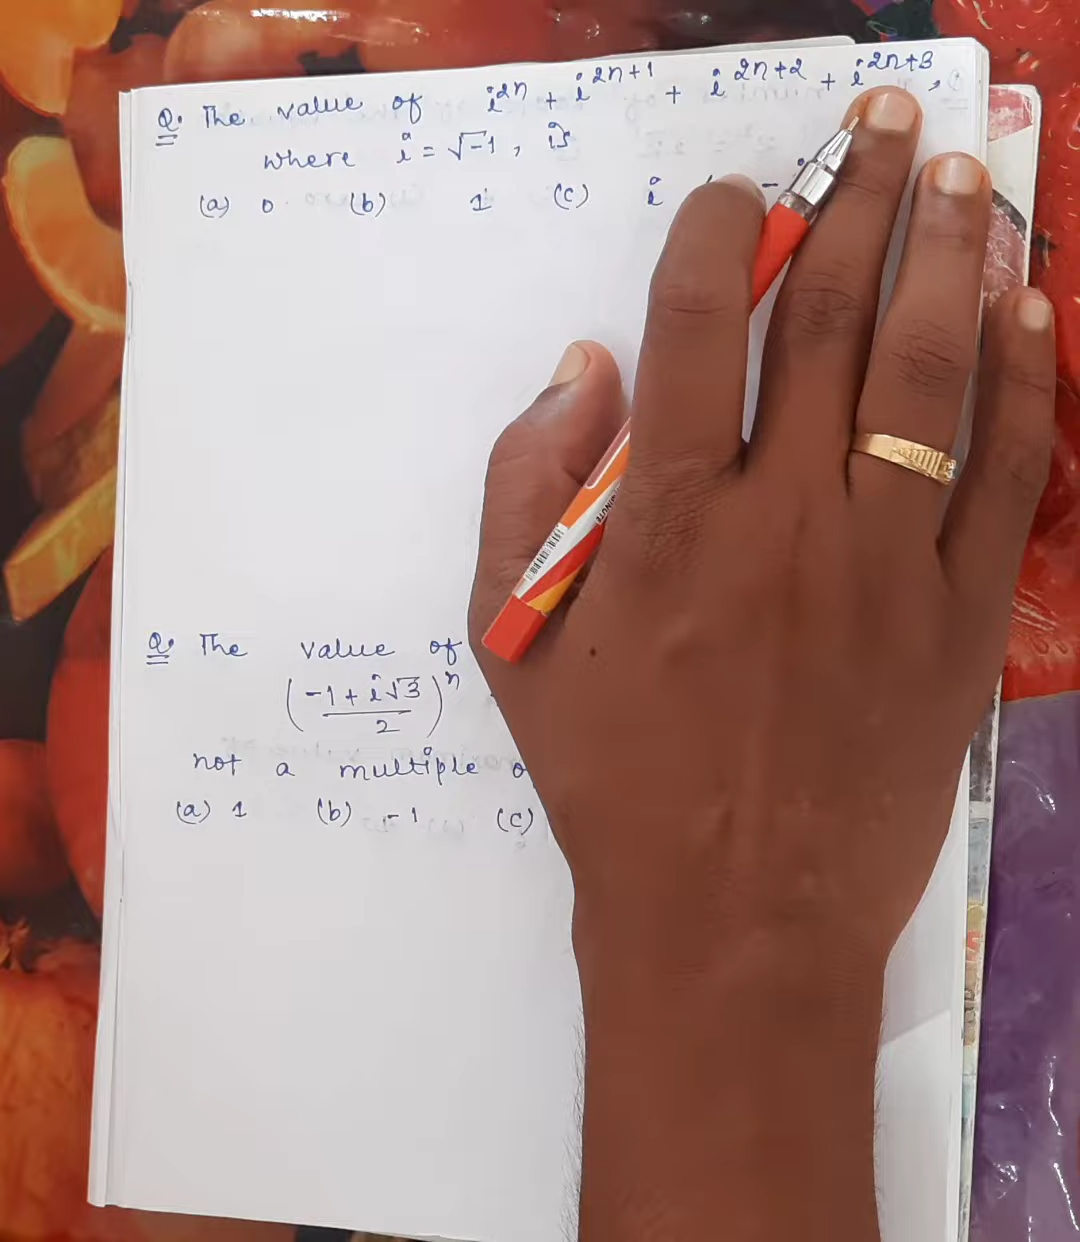 Q. The value of i^2n + i^2n+1 + i^2n+2 + i^2n+3,
where i = √-1, is
(a) 0 (b) 1 (c) i
Q. The value of
(-1 + i√3 / 2)^n
not a multiple
(a) 1 (b) -1 (c)